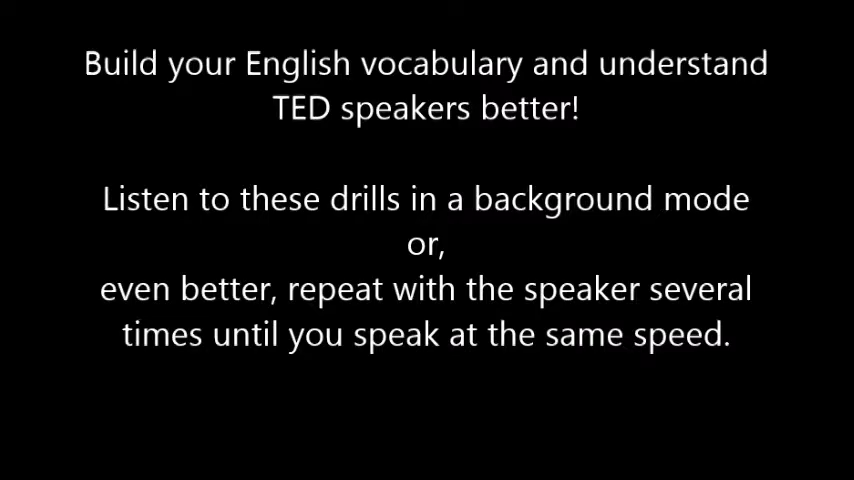 Build your English vocabulary and understand
TED speakers better!
Listen to these drills in a background mode
or,
even better, repeat with the speaker several
times until you speak at the same speed.